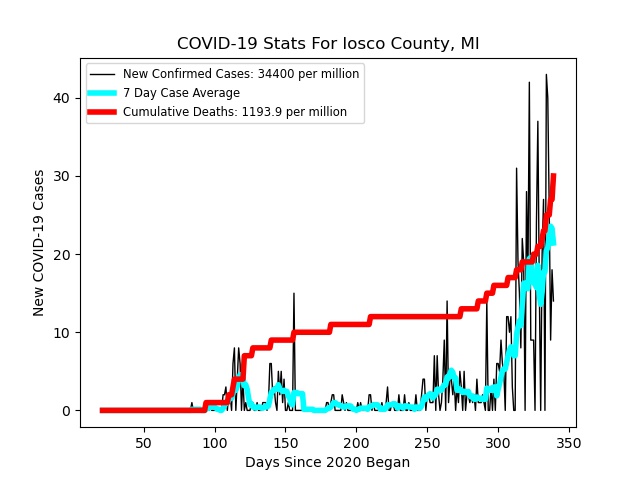 COVID-19 Stats For Iosco County, MI
New Confirmed Cases: 34400 per million
7 Day Case Average
Cumulative Deaths: 1193.9 per million
New COVID-19 Cases
40
30
20
10
0
50 100 150 200 250 300 350
Days Since 2020 Began